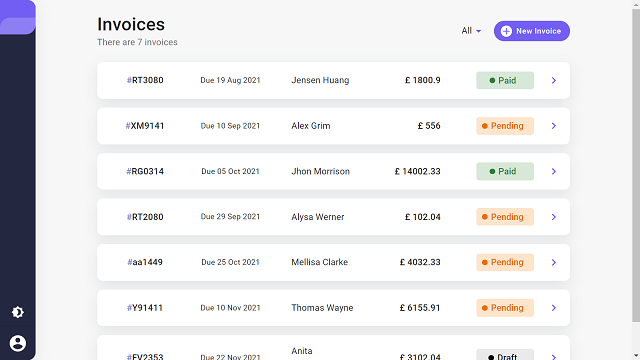 Invoices
There are 7 invoices
All
New Invoice
#RT3080 Due 19 Aug 2021 Jensen Huang £ 1800.9 Paid
#XM9141 Due 10 Sep 2021 Alex Grim £ 556 Pending
#RG0314 Due 05 Oct 2021 Jhon Morrison £ 14002.33 Paid
#RT2080 Due 29 Sep 2021 Alysa Werner £ 102.04 Pending
#aa1449 Due 25 Oct 2021 Mellisa Clarke £ 4032.33 Pending
#Y91411 Due 10 Nov 2021 Thomas Wayne £ 6155.91 Pending
#FV2353 Due 22 Nov 2021 Anita £ 3102.04 Draft